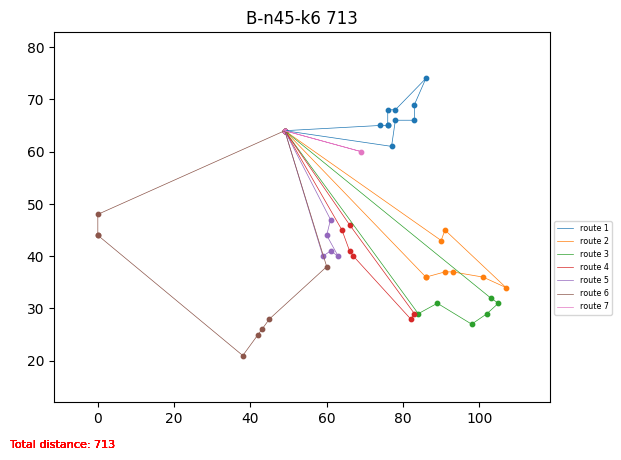 B-n45-k6 713
80
70
60
50
40
30
20
0 20 40 60 80 100
route 1
route 2
route 3
route 4
route 5
route 6
route 7
Total distance: 713